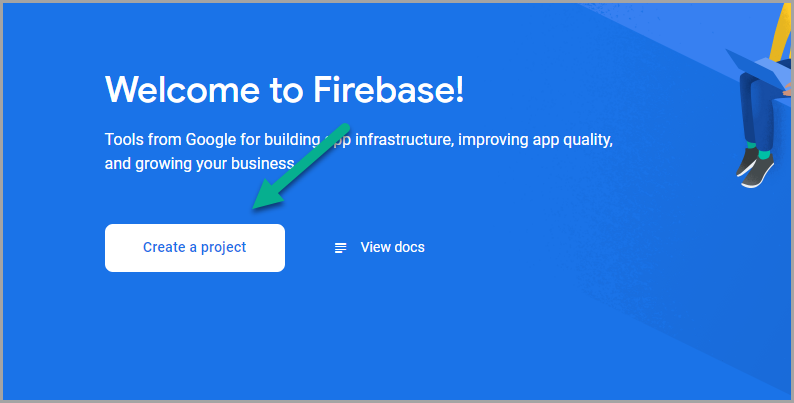 Welcome to Firebase!
Tools from Google for building app infrastructure, improving app quality,
and growing your business
Create a project
View docs